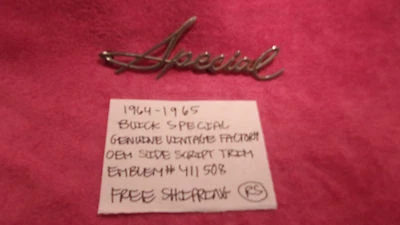 Special
1964-1965
BUICK SPECIAL
GENUINE VINTAGE FACTORY
OEM SIDE SCRIPT TRIM
EMBLEM# 411508
FREE SHIPPING RS